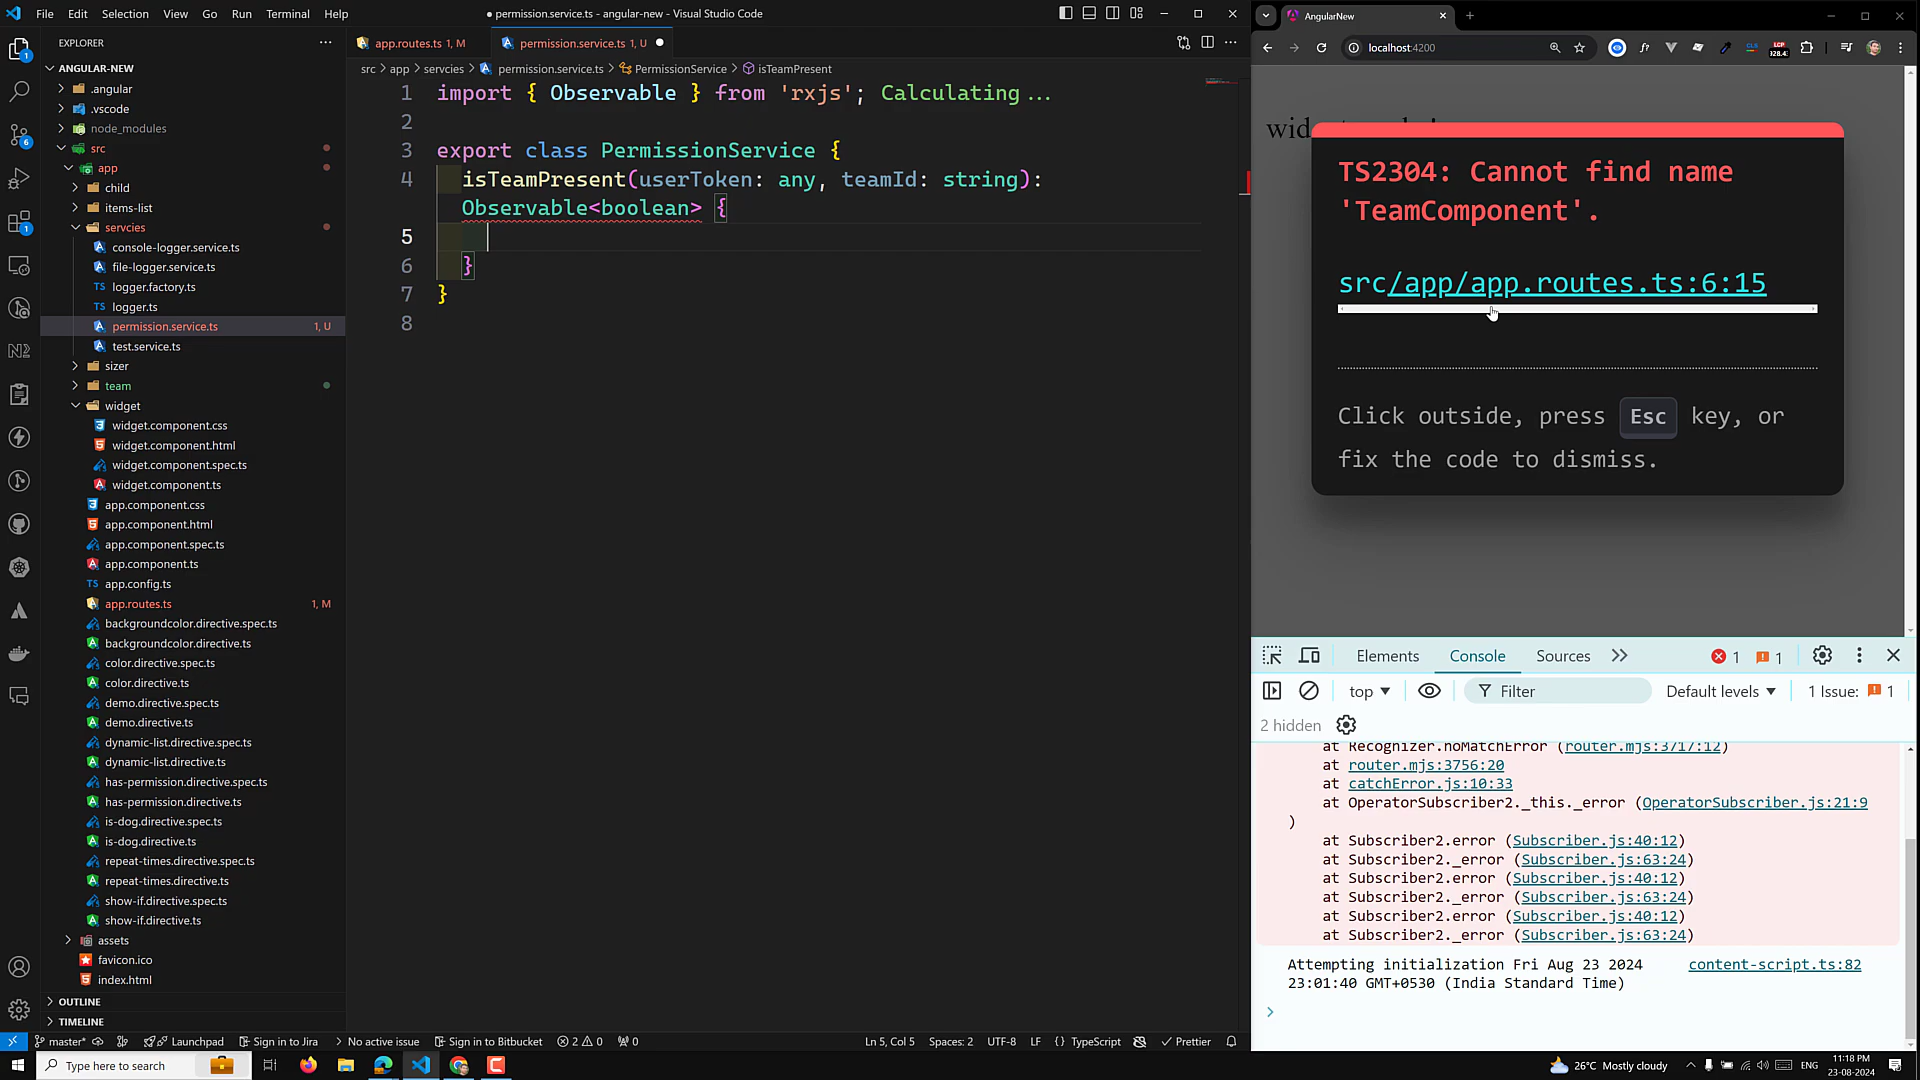 File Edit Selection View Go Run Terminal Help
● permission.service.ts - angular-new - Visual Studio Code
EXPLORER
ANGULAR-NEW
.angular
.vscode
node_modules
src
app
child
items-list
servcies
console-logger.service.ts
file-logger.service.ts
logger.factory.ts
logger.ts
permission.service.ts 1, U
test.service.ts
sizer
team
widget
widget.component.css
widget.component.html
widget.component.spec.ts
widget.component.ts
app.component.css
app.component.html
app.component.spec.ts
app.component.ts
app.config.ts
app.routes.ts 1, M
backgroundcolor.directive.spec.ts
backgroundcolor.directive.ts
color.directive.spec.ts
color.directive.ts
demo.directive.spec.ts
demo.directive.ts
dynamic-list.directive.spec.ts
dynamic-list.directive.ts
has-permission.directive.spec.ts
has-permission.directive.ts
is-dog.directive.spec.ts
is-dog.directive.ts
repeat-times.directive.spec.ts
repeat-times.directive.ts
show-if.directive.spec.ts
show-if.directive.ts
assets
favicon.ico
index.html
OUTLINE
TIMELINE
app.routes.ts 1, M
permission.service.ts 1, U
src > app > servcies > permission.service.ts > PermissionService > isTeamPresent
1 import { Observable } from 'rxjs'; Calculating...
2
3 export class PermissionService {
4 isTeamPresent(userToken: any, teamId: string):
Observable<boolean> {
5
6 }
7 }
8
master* Launchpad Sign in to Jira No active issue Sign in to Bitbucket 2 0 0 Ln 5, Col 5 Spaces: 2 UTF-8 LF {} TypeScript Prettier
AngularNew
localhost:4200
TS2304: Cannot find name
'TeamComponent'.
src/app/app.routes.ts:6:15
Click outside, press Esc key, or
fix the code to dismiss.
Elements Console Sources 1 1
top Filter Default levels 1 Issue: 1
2 hidden
at Recognizer.noMatchError (router.mjs:3717:12)
at router.mjs:3756:20
at catchError.js:10:33
at OperatorSubscriber2._this._error (OperatorSubscriber.js:21:9
)
at Subscriber2.error (Subscriber.js:40:12)
at Subscriber2._error (Subscriber.js:63:24)
at Subscriber2.error (Subscriber.js:40:12)
at Subscriber2._error (Subscriber.js:63:24)
at Subscriber2.error (Subscriber.js:40:12)
at Subscriber2._error (Subscriber.js:63:24)
Attempting initialization Fri Aug 23 2024 content-script.ts:82
23:01:40 GMT+0530 (India Standard Time)
Type here to search
26°C Mostly cloudy
ENG
11:18 PM
23-08-2024